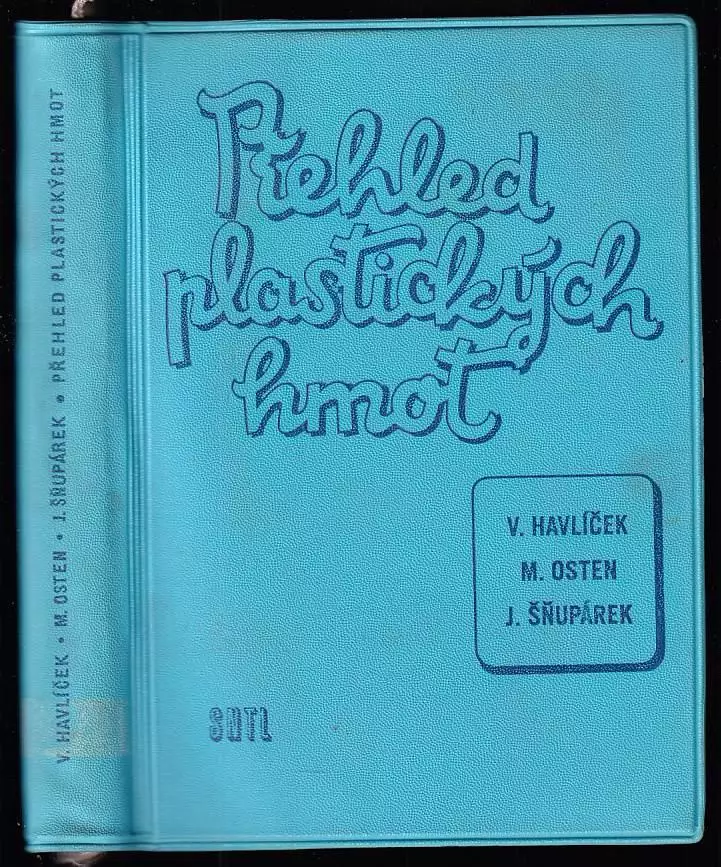 V. HAVLÍČEK • M. OSTEN • J. ŠŇUPÁREK • PŘEHLED PLASTICKÝCH HMOT
Přehled
plastických
hmot
V. HAVLÍČEK
M. OSTEN
J. ŠŇUPÁREK
SNTL